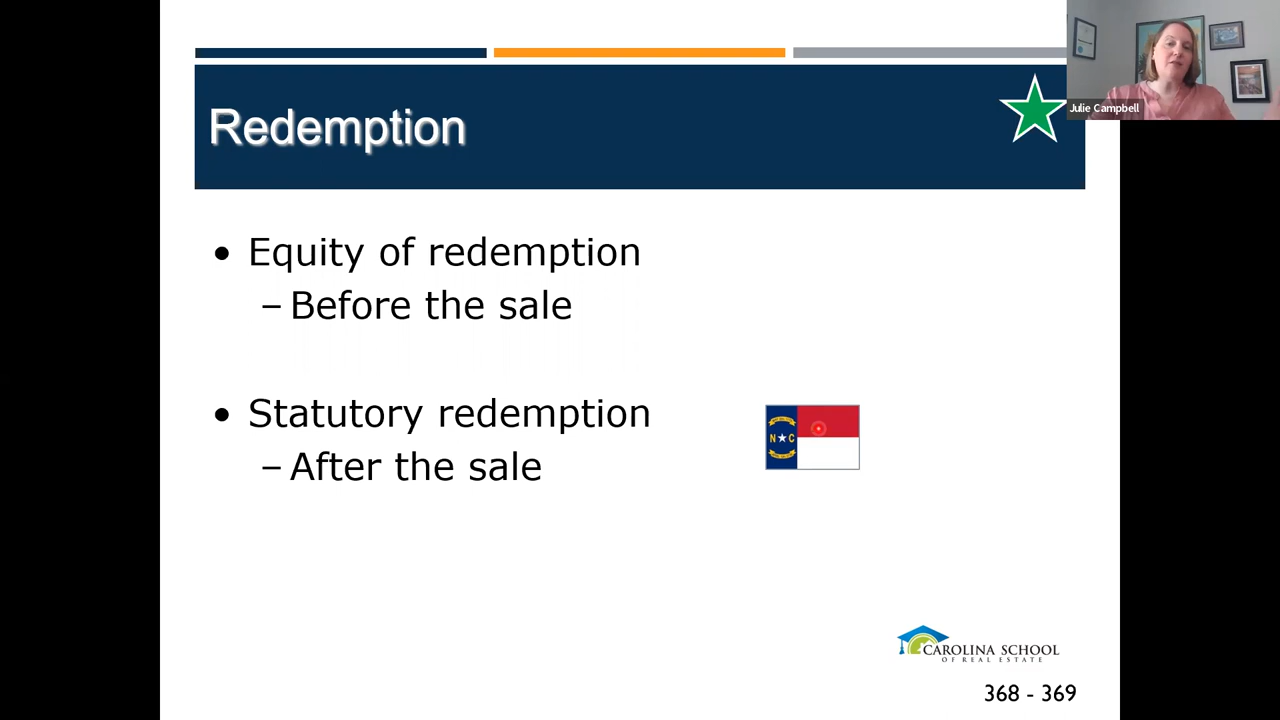 Redemption
Julie Campbell
• Equity of redemption
– Before the sale
• Statutory redemption
– After the sale
N C
CAROLINA SCHOOL
OF REAL ESTATE
368 - 369